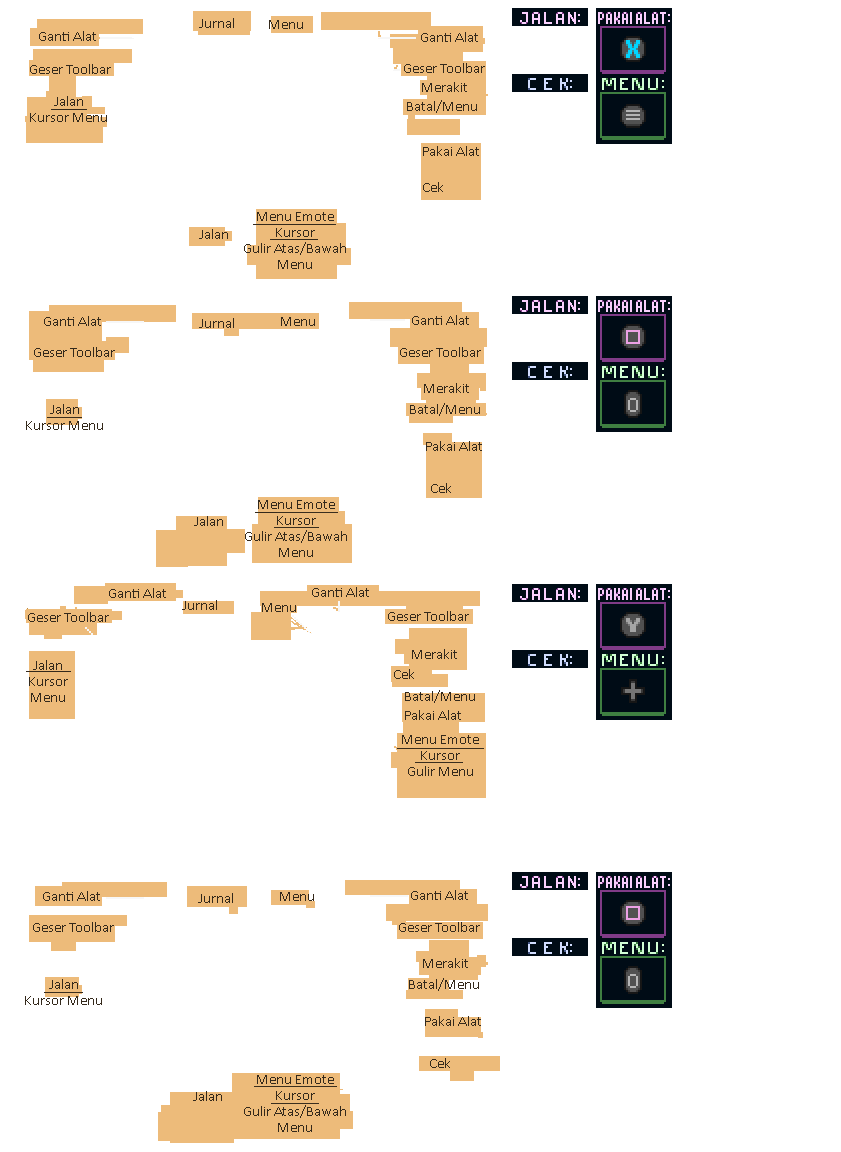 Ganti Alat
Geser Toolbar
Jalan
Kursor Menu
Jurnal
Menu
Ganti Alat
Geser Toolbar
Merakit
Batal/Menu
Pakai Alat
Cek
Jalan
Menu Emote
Kursor
Gulir Atas/Bawah
Menu
JALAN:
PAKAI ALAT:
X
CEK:
MENU:
Ganti Alat
Geser Toolbar
Jalan
Kursor Menu
Jurnal
Menu
Ganti Alat
Geser Toolbar
Merakit
Batal/Menu
Pakai Alat
Cek
Jalan
Menu Emote
Kursor
Gulir Atas/Bawah
Menu
JALAN:
PAKAI ALAT:
CEK:
MENU:
Ganti Alat
Geser Toolbar
Jalan
Kursor
Menu
Jurnal
Menu
Ganti Alat
Geser Toolbar
Merakit
Cek
Batal/Menu
Pakai Alat
Menu Emote
Kursor
Gulir Menu
JALAN:
PAKAI ALAT:
Y
CEK:
MENU:
Ganti Alat
Geser Toolbar
Jalan
Kursor Menu
Jurnal
Menu
Ganti Alat
Geser Toolbar
Merakit
Batal/Menu
Pakai Alat
Cek
Jalan
Menu Emote
Kursor
Gulir Atas/Bawah
Menu
JALAN:
PAKAI ALAT:
CEK:
MENU: